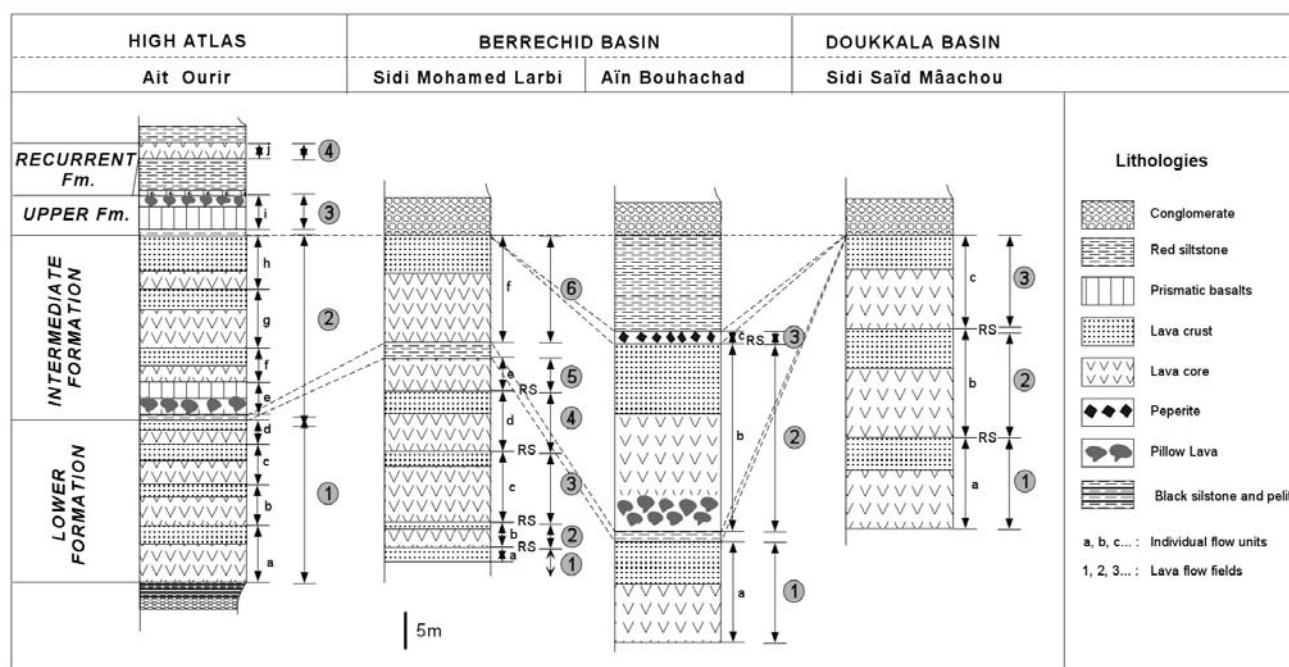 HIGH ATLAS
BERRECHID BASIN
DOUKKALA BASIN
Ait Ourir
Sidi Mohamed Larbi
Aïn Bouhachad
Sidi Saïd Mâachou
RECURRENT
Fm.
UPPER Fm.
INTERMEDIATE
FORMATION
LOWER
FORMATION
j
i
h
g
f
e
d
c
b
a
4
3
2
1
f
e
RS
d
RS
c
RS
b
RS
a
6
5
4
3
2
1
c
RS
b
a
3
2
1
c
RS
b
RS
a
3
2
1
5m
Lithologies
Conglomerate
Red siltstone
Prismatic basalts
Lava crust
Lava core
Peperite
Pillow Lava
Black silstone and pelit
a, b, c... : Individual flow units
1, 2, 3... : Lava flow fields